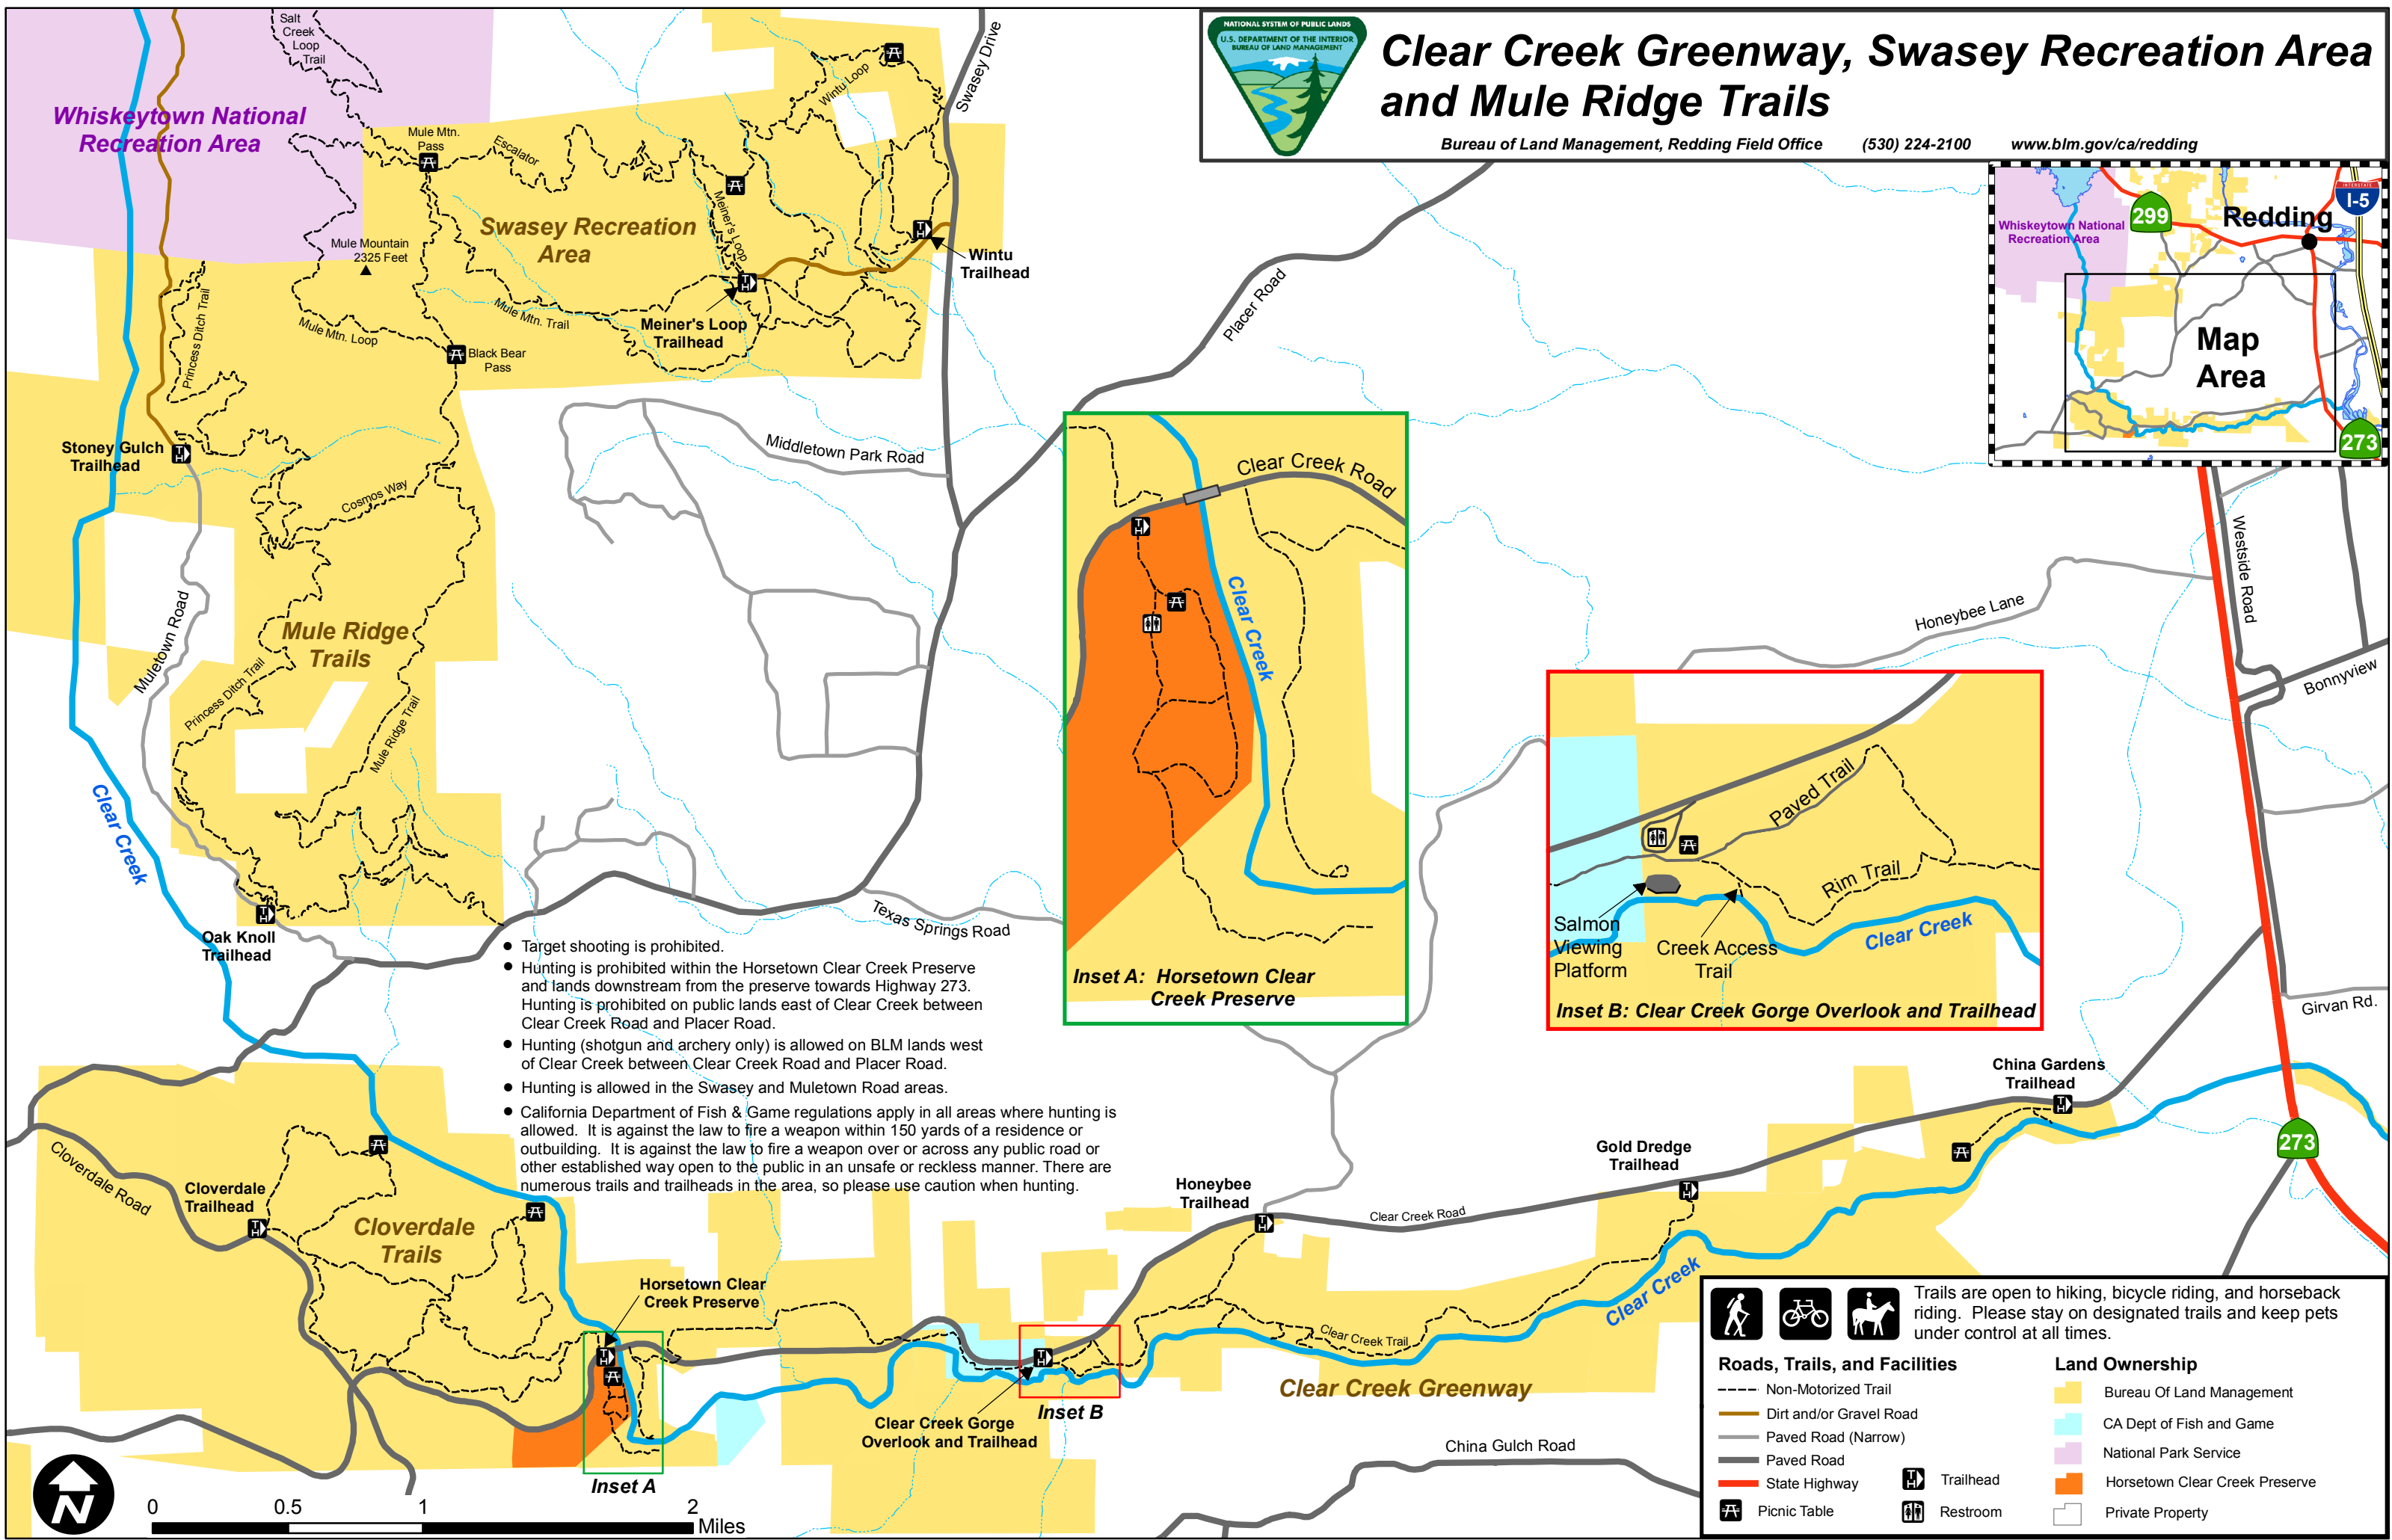 NATIONAL SYSTEM OF PUBLIC LANDS
U.S. DEPARTMENT OF THE INTERIOR
BUREAU OF LAND MANAGEMENT
Clear Creek Greenway, Swasey Recreation Area
and Mule Ridge Trails
Bureau of Land Management, Redding Field Office (530) 224-2100 www.blm.gov/ca/redding
Salt
Creek
Loop
Trail
Whiskeytown National
Recreation Area
Mule Mtn.
Pass
Escalator
Wintu Loop
Swasey Drive
Swasey Recreation
Area
Meiner's Loop
Mule Mountain
2325 Feet
Wintu
Trailhead
Mule Mtn. Loop
Mule Mtn. Trail
Meiner's Loop
Trailhead
Black Bear
Pass
Princess Ditch Trail
Stoney Gulch
Trailhead
Cosmos Way
Middletown Park Road
Placer Road
Muletown Road
Mule Ridge
Trails
Princess Ditch Trail
Mule Ridge Trail
Clear Creek
Oak Knoll
Trailhead
Texas Springs Road
Whiskeytown National
Recreation Area
299
Redding
INTERSTATE
I-5
Map
Area
273
Westside Road
Honeybee Lane
Bonnyview
Girvan Rd.
Clear Creek Road
Clear Creek
Inset A: Horsetown Clear
Creek Preserve
Paved Trail
Rim Trail
Salmon
Viewing
Platform
Creek Access
Trail
Clear Creek
Inset B: Clear Creek Gorge Overlook and Trailhead
Target shooting is prohibited.
Hunting is prohibited within the Horsetown Clear Creek Preserve
and lands downstream from the preserve towards Highway 273.
Hunting is prohibited on public lands east of Clear Creek between
Clear Creek Road and Placer Road.
Hunting (shotgun and archery only) is allowed on BLM lands west
of Clear Creek between Clear Creek Road and Placer Road.
Hunting is allowed in the Swasey and Muletown Road areas.
California Department of Fish & Game regulations apply in all areas where hunting is
allowed. It is against the law to fire a weapon within 150 yards of a residence or
outbuilding. It is against the law to fire a weapon over or across any public road or
other established way open to the public in an unsafe or reckless manner. There are
numerous trails and trailheads in the area, so please use caution when hunting.
Cloverdale Road
Cloverdale
Trailhead
Cloverdale
Trails
Horsetown Clear
Creek Preserve
Inset A
Clear Creek Gorge
Overlook and Trailhead
Inset B
Honeybee
Trailhead
Clear Creek Road
Gold Dredge
Trailhead
China Gardens
Trailhead
273
Clear Creek Trail
Clear Creek
Clear Creek Greenway
China Gulch Road
N
0 0.5 1 2
Miles
Trails are open to hiking, bicycle riding, and horseback
riding. Please stay on designated trails and keep pets
under control at all times.
Roads, Trails, and Facilities
Non-Motorized Trail
Dirt and/or Gravel Road
Paved Road (Narrow)
Paved Road
State Highway
Picnic Table
Trailhead
Restroom
Land Ownership
Bureau Of Land Management
CA Dept of Fish and Game
National Park Service
Horsetown Clear Creek Preserve
Private Property